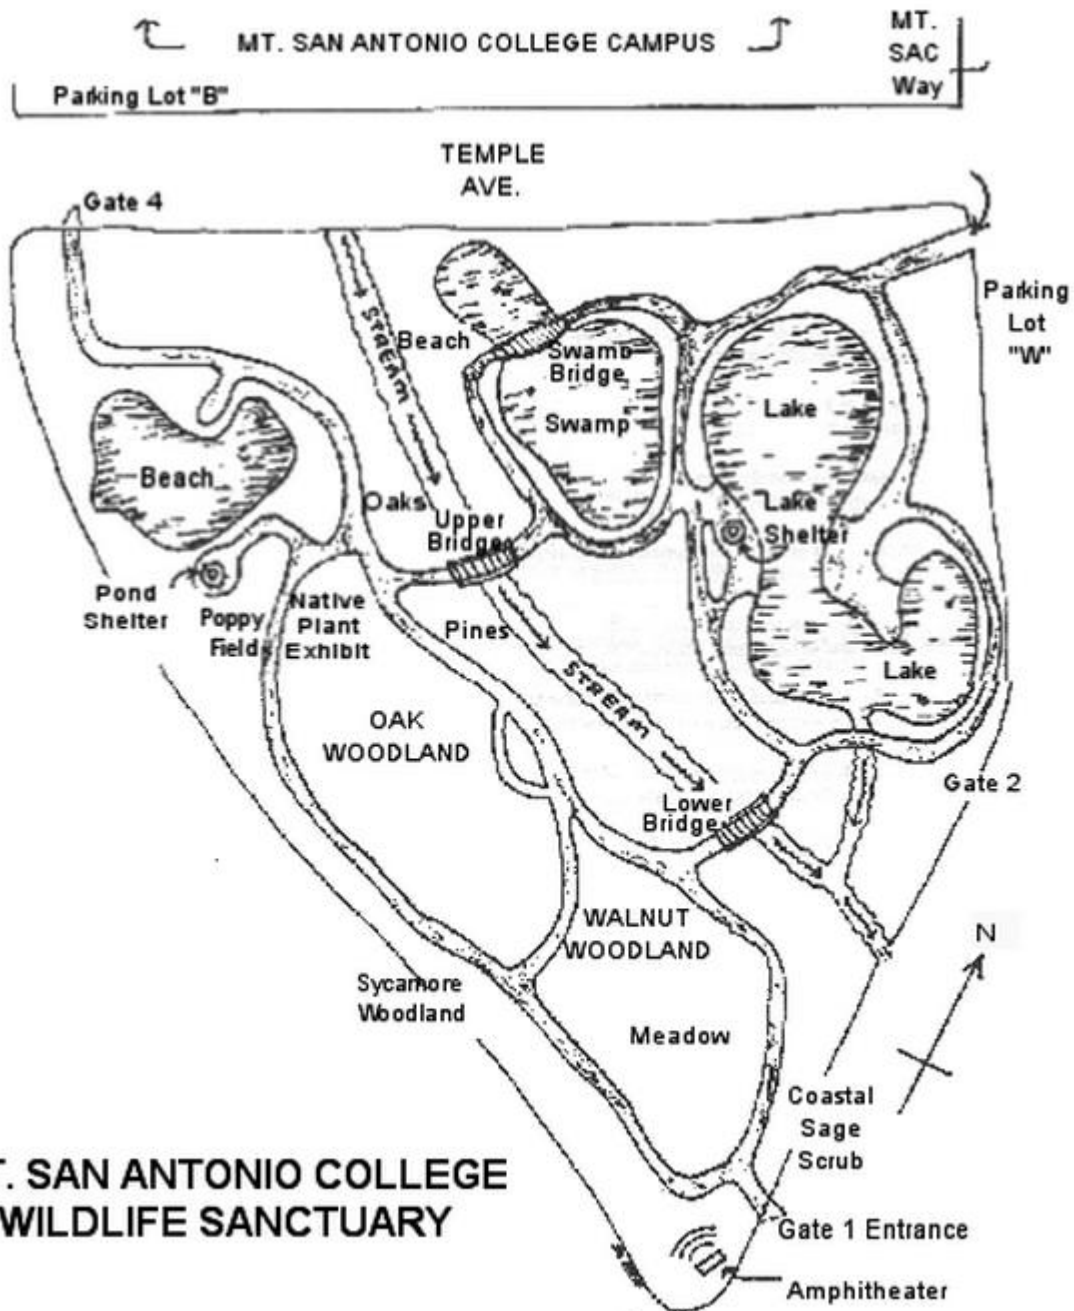 MT. SAN ANTONIO COLLEGE CAMPUS
MT.
SAC
Way
Parking Lot "B"
TEMPLE
AVE.
Gate 4
Parking
Lot
"W"
STREAM
Beach
Swamb
Bridge
Swamp
Lake
Beach
Oaks
Upper
Bridge
Lake
Shelter
Pond
Shelter
Poppy
Field
Native
Plant
Exhibit
Pines
STREAM
Lake
OAK
WOODLAND
Gate 2
Lower
Bridge
WALNUT
WOODLAND
N
Sycamore
Woodland
Meadow
Coastal
Sage
Scrub
T. SAN ANTONIO COLLEGE
WILDLIFE SANCTUARY
Gate 1 Entrance
Amphitheater